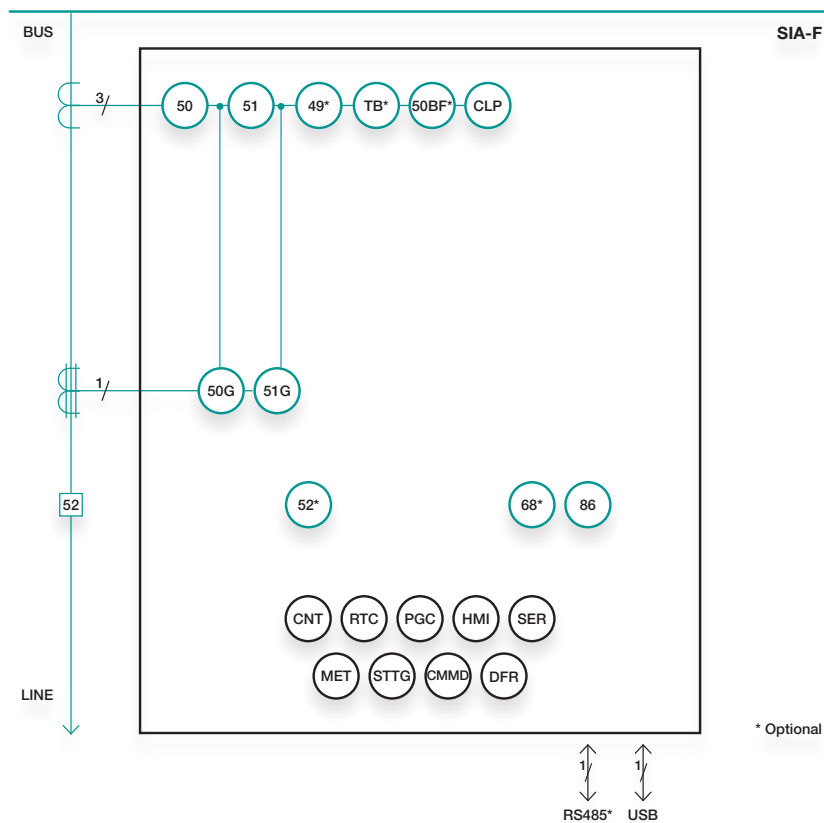 BUS
SIA-F
3
50
51
49*
TB*
50BF*
CLP
1
50G
51G
52
52*
68*
86
CNT
RTC
PGC
HMI
SER
MET
STTG
CMMD
DFR
LINE
* Optional
1
1
RS485*
USB